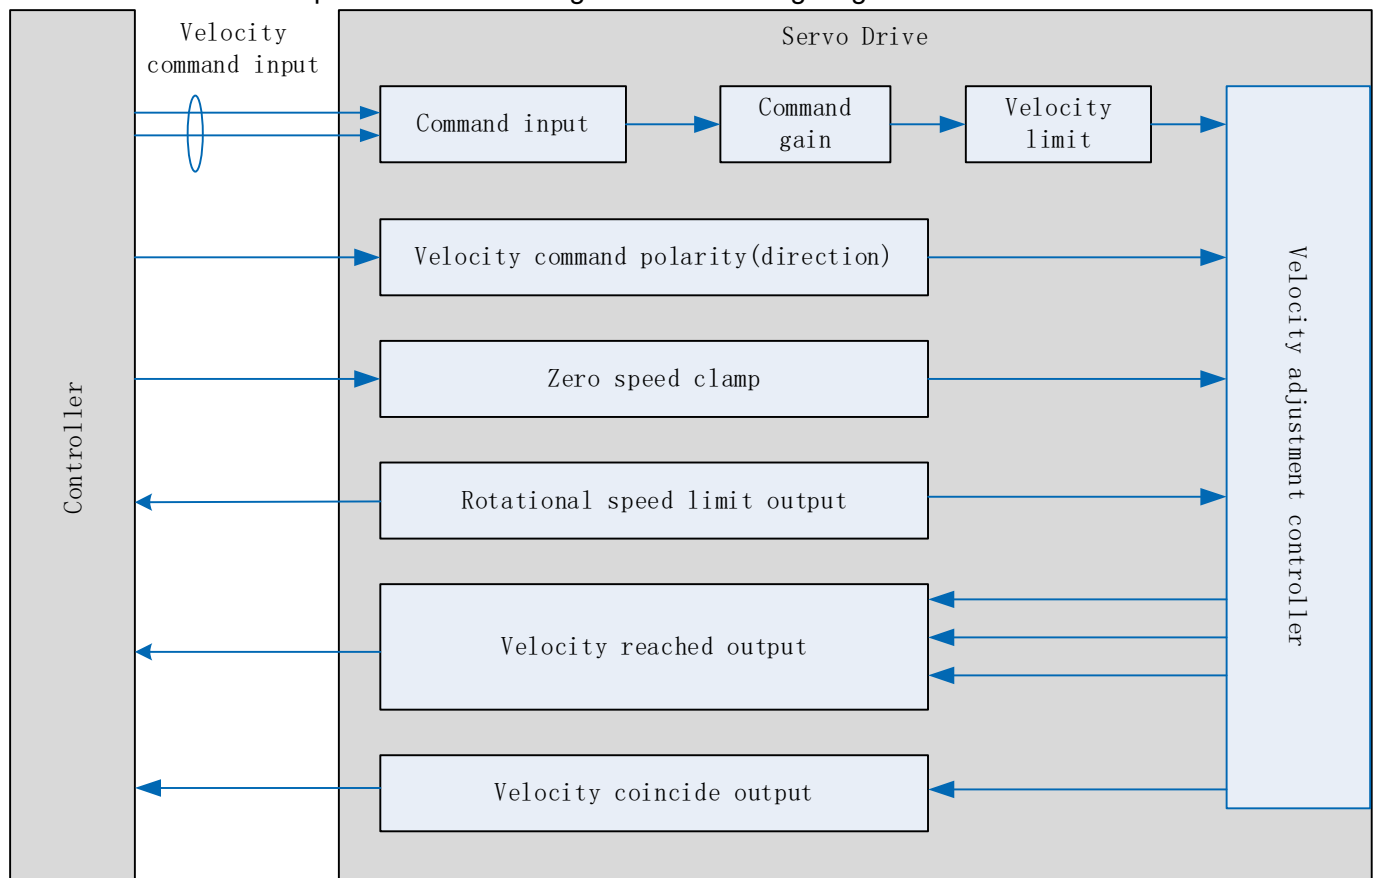 Velocity
command input
Servo Drive
Command input
Command
gain
Velocity
limit
Velocity command polarity(direction)
Zero speed clamp
Rotational speed limit output
Velocity reached output
Velocity coincide output
Controller
Velocity adjustment controller